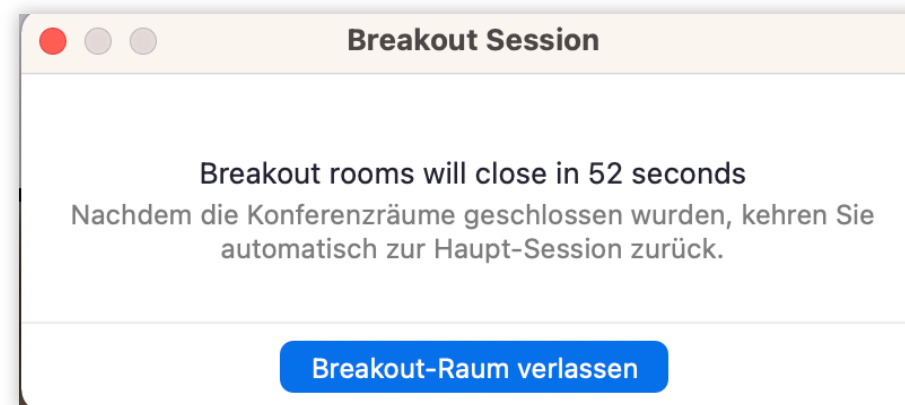 Breakout Session
Breakout rooms will close in 52 seconds
Nachdem die Konferenzräume geschlossen wurden, kehren Sie
automatisch zur Haupt-Session zurück.
Breakout-Raum verlassen